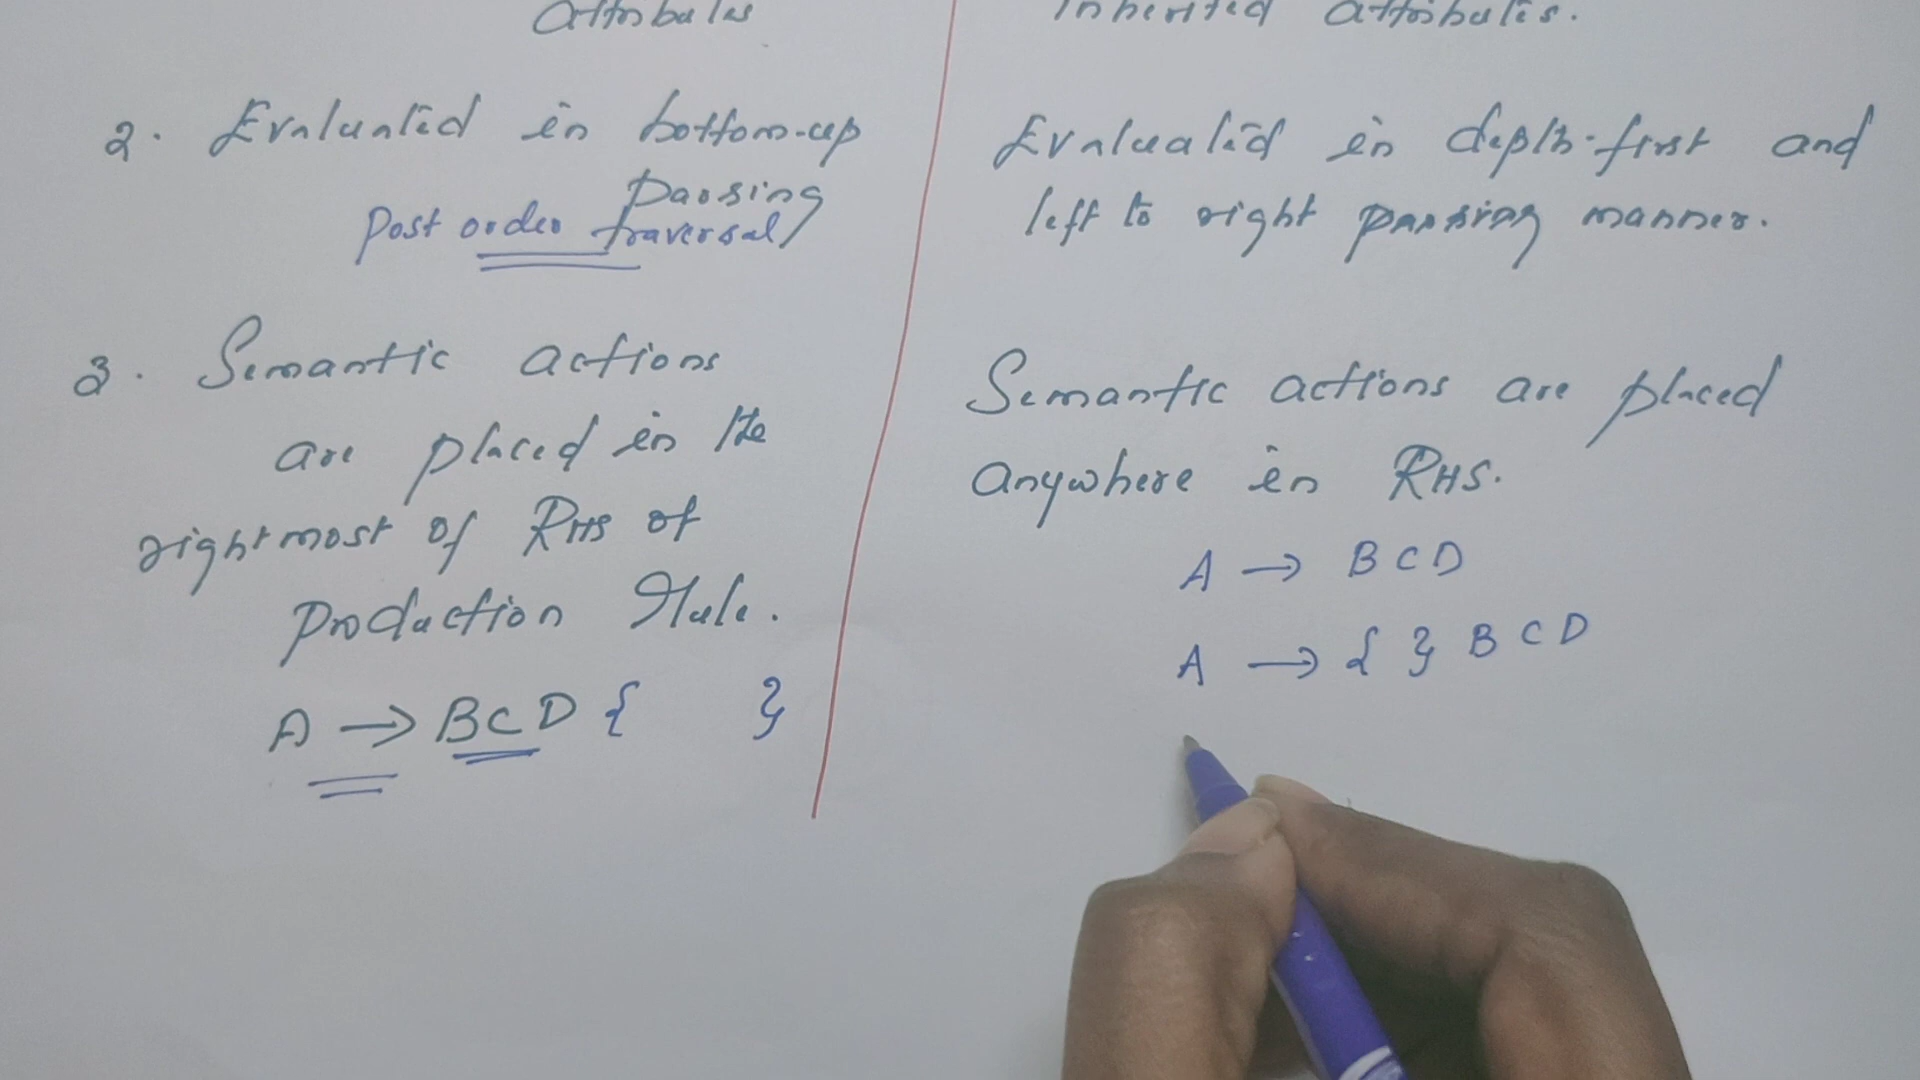 Attributes
2. Evaluated in bottom-up
parsing
Post order traversal
3. Semantic actions
are placed in the
rightmost of RHS of
Production Rule.
A → BCD { }
inherited attributes.
Evaluated in depth-first and
left to right parsing manner.
Semantic actions are placed
anywhere in RHS.
A → BCD
A → { } BCD